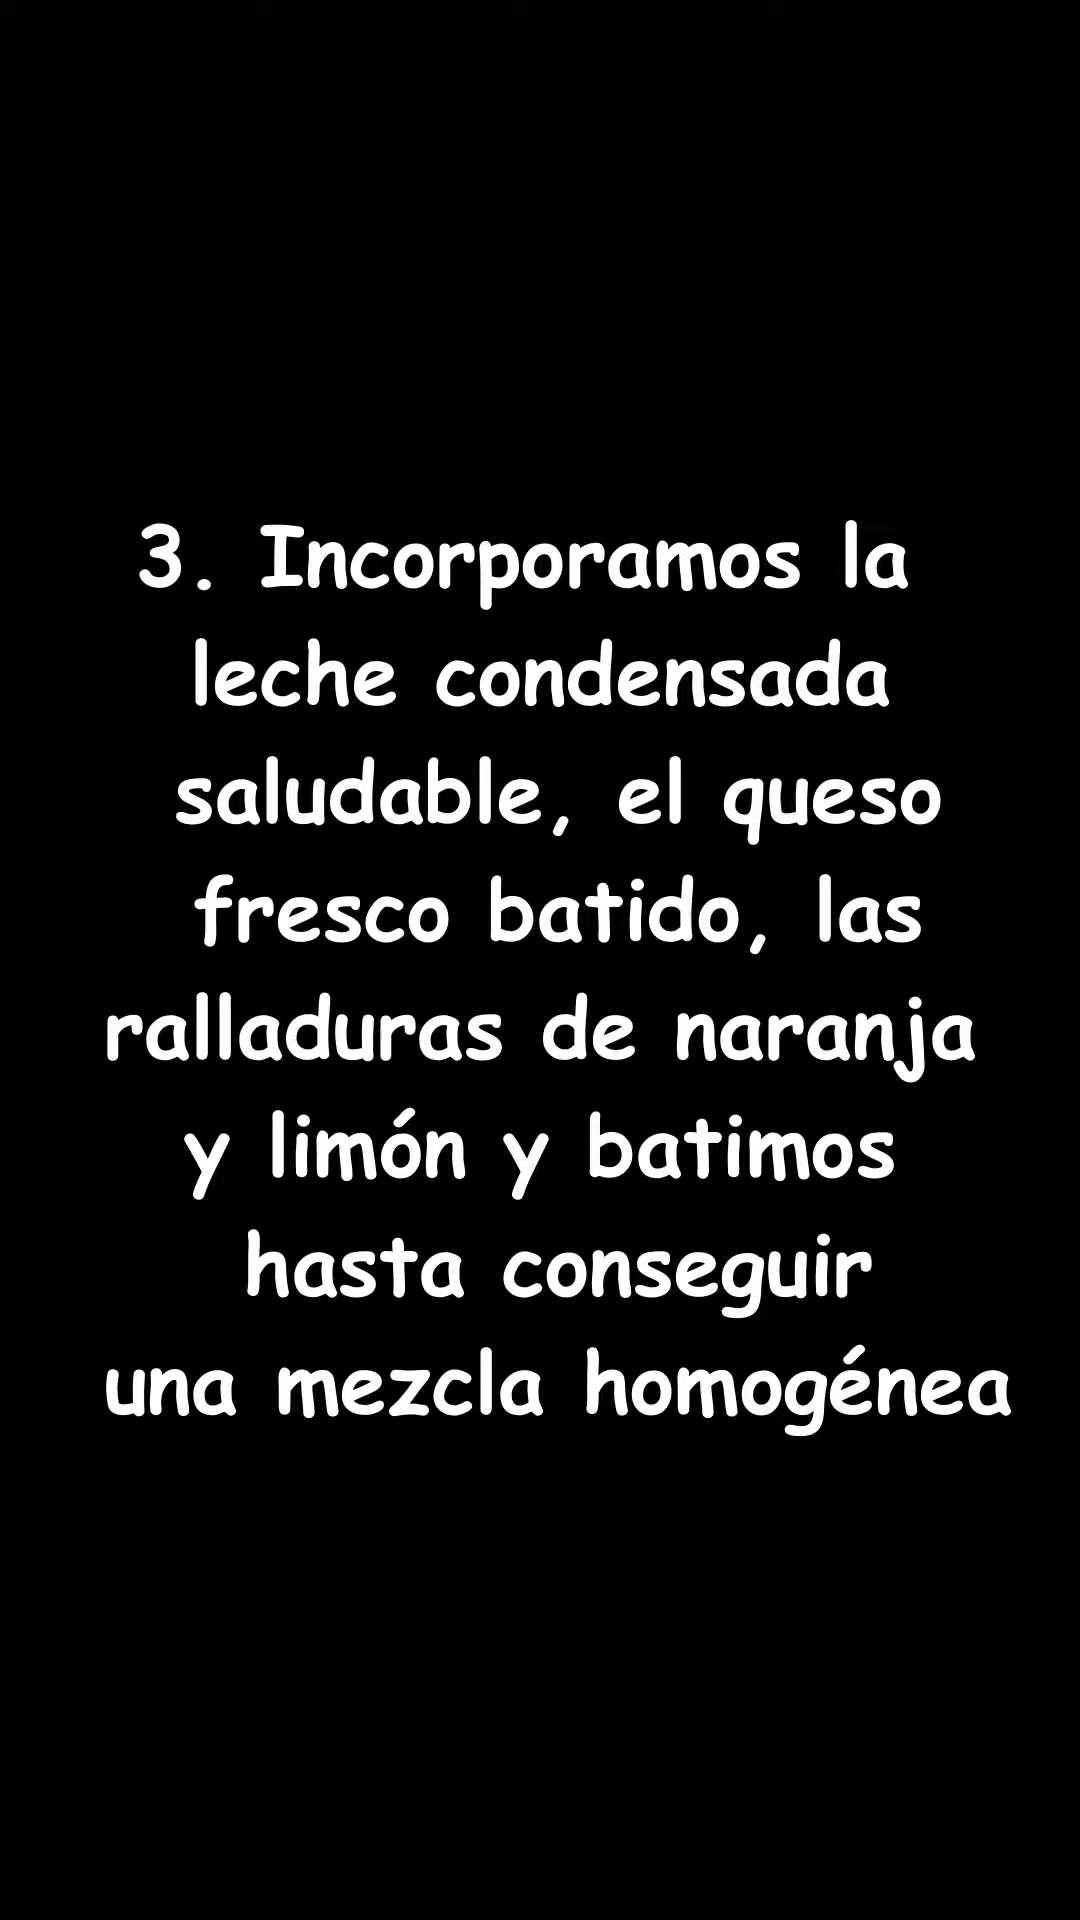 3. Incorporamos la
leche condensada
saludable, el queso
fresco batido, las
ralladuras de naranja
y limón y batimos
hasta conseguir
una mezcla homogénea